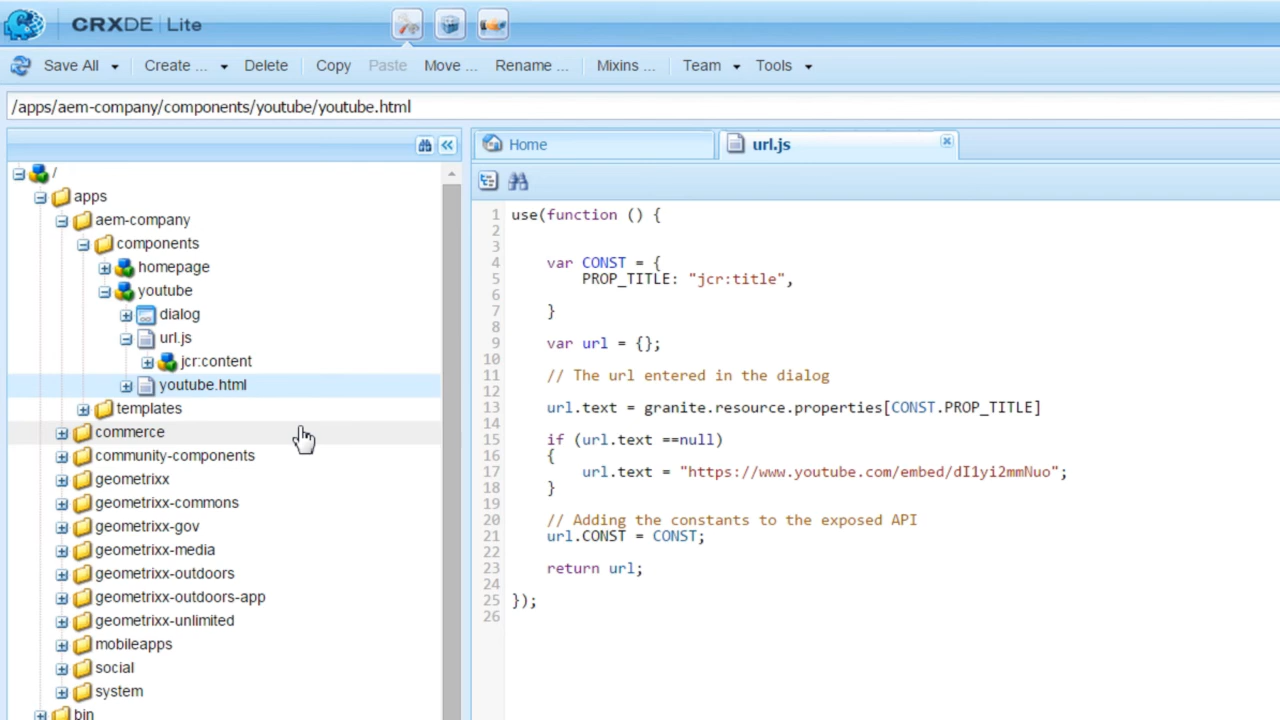 CRXDE | Lite
Save All Create ... Delete Copy Paste Move ... Rename ... Mixins ... Team Tools
/apps/aem-company/components/youtube/youtube.html
Home
url.js
/
apps
aem-company
components
homepage
youtube
dialog
url.js
jcr:content
youtube.html
templates
commerce
community-components
geometrixx
geometrixx-commons
geometrixx-gov
geometrixx-media
geometrixx-outdoors
geometrixx-outdoors-app
geometrixx-unlimited
mobileapps
social
system
bin
1 use(function () {
2
3
4 var CONST = {
5 PROP_TITLE: "jcr:title",
6
7 }
8
9 var url = {};
10
11 // The url entered in the dialog
12
13 url.text = granite.resource.properties[CONST.PROP_TITLE]
14
15 if (url.text ==null)
16 {
17 url.text = "https://www.youtube.com/embed/dI1yi2mmNuo";
18 }
19
20 // Adding the constants to the exposed API
21 url.CONST = CONST;
22
23 return url;
24
25 });
26